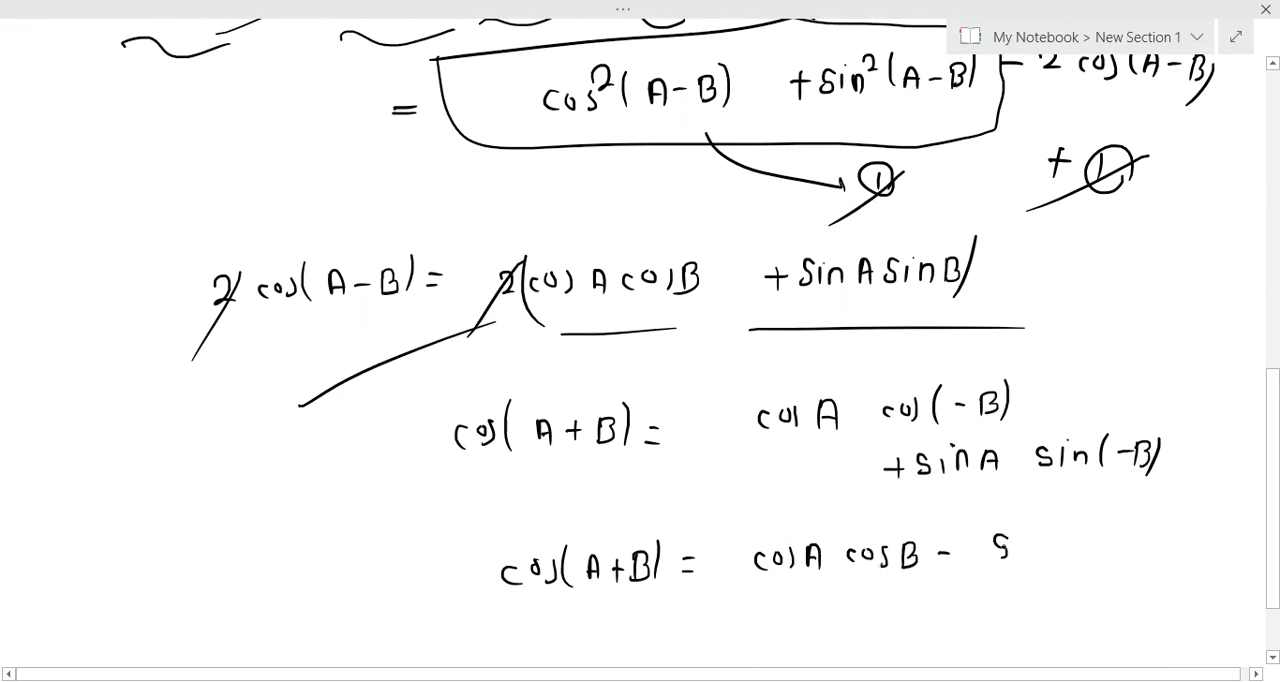 My Notebook > New Section 1
= cos²(A-B) + sin²(A-B) - 2 cos(A-B)
1 + 1
2 cos(A-B) = 2(cos A cos B + sin A sin B)
cos(A+B) = cos A cos(-B)
+ sin A sin(-B)
cos(A+B) = cos A cos B - s